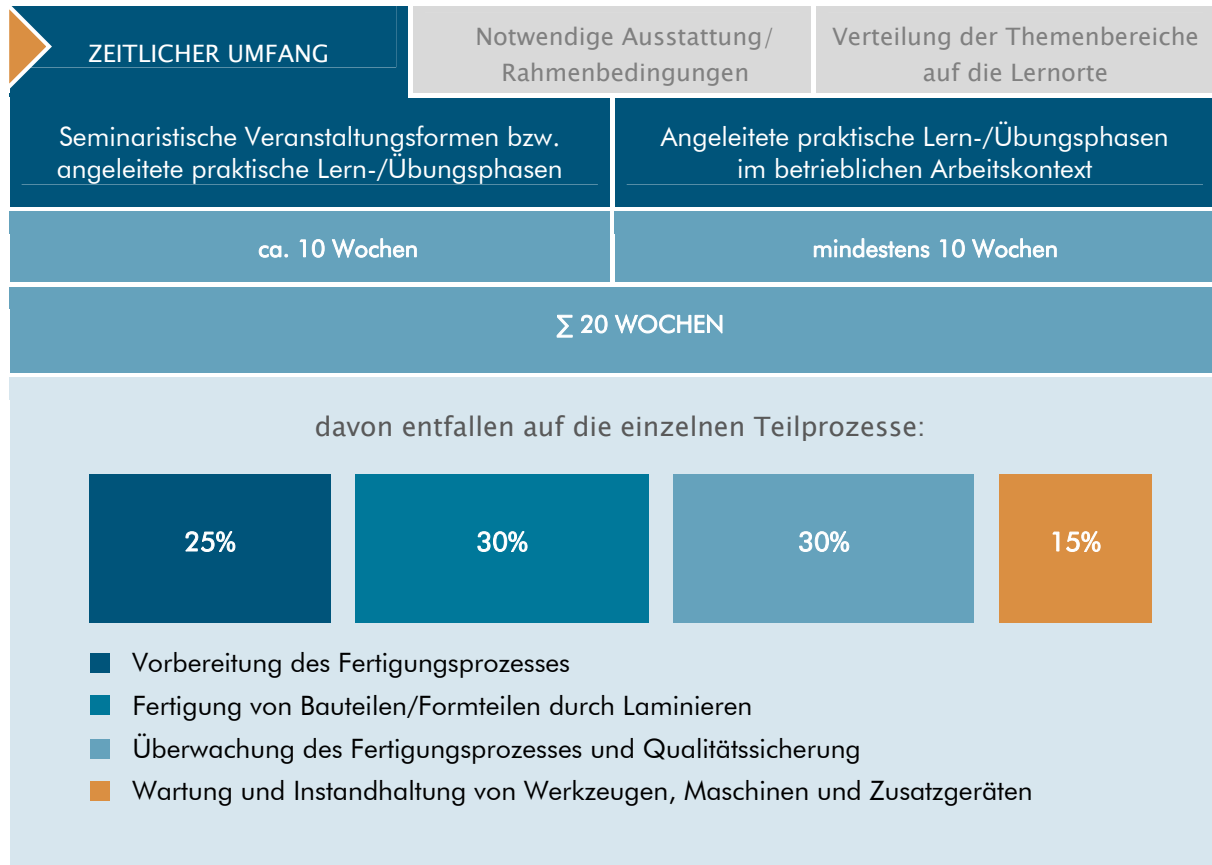 ZEITLICHER UMFANG
Notwendige Ausstattung/
Rahmenbedingungen
Verteilung der Themenbereiche
auf die Lernorte
Seminaristische Veranstaltungsformen bzw.
angeleitete praktische Lern-/Übungsphasen
Angeleitete praktische Lern-/Übungsphasen
im betrieblichen Arbeitskontext
ca. 10 Wochen
mindestens 10 Wochen
∑ 20 WOCHEN
davon entfallen auf die einzelnen Teilprozesse:
25%
30%
30%
15%
Vorbereitung des Fertigungsprozesses
Fertigung von Bauteilen/Formteilen durch Laminieren
Überwachung des Fertigungsprozesses und Qualitätssicherung
Wartung und Instandhaltung von Werkzeugen, Maschinen und Zusatzgeräten